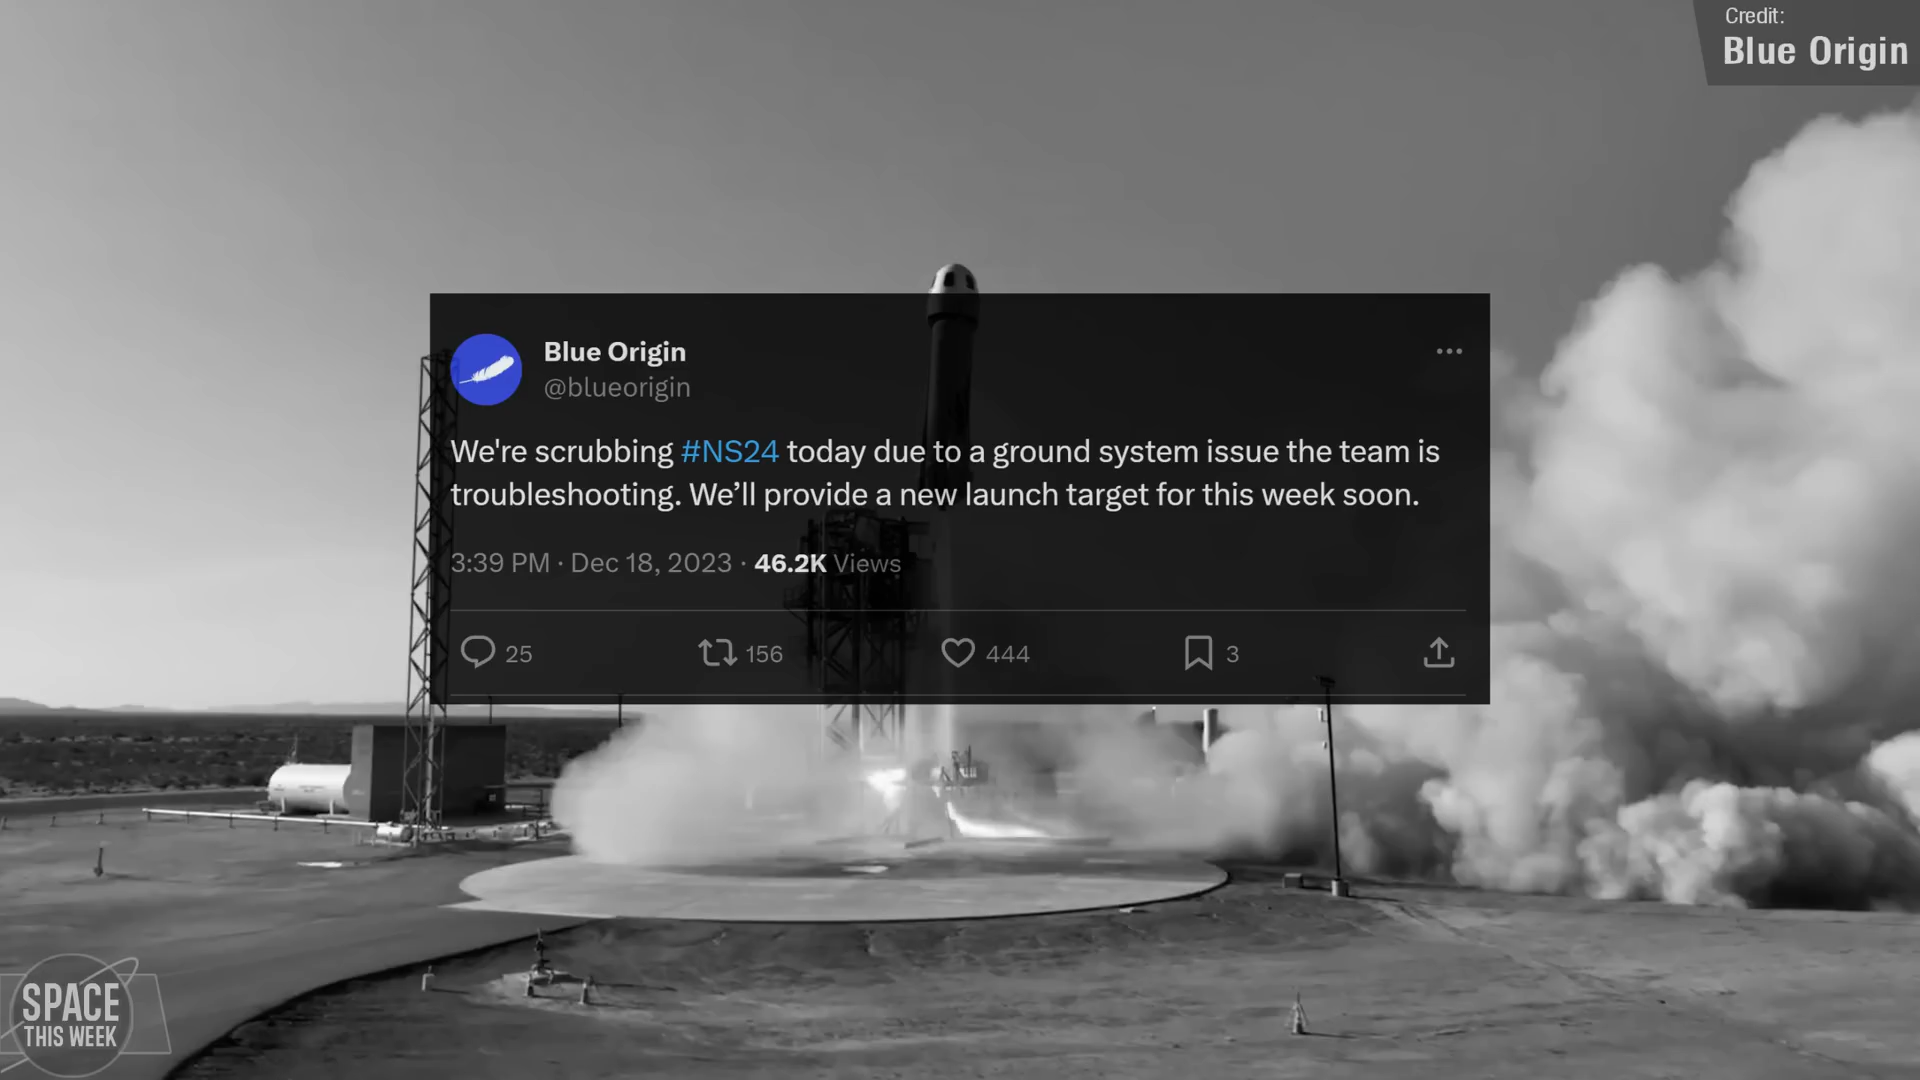 Credit:
Blue Origin
Blue Origin
@blueorigin
We're scrubbing #NS24 today due to a ground system issue the team is
troubleshooting. We’ll provide a new launch target for this week soon.
3:39 PM · Dec 18, 2023 · 46.2K Views
25 156 444 3
SPACE
THIS WEEK